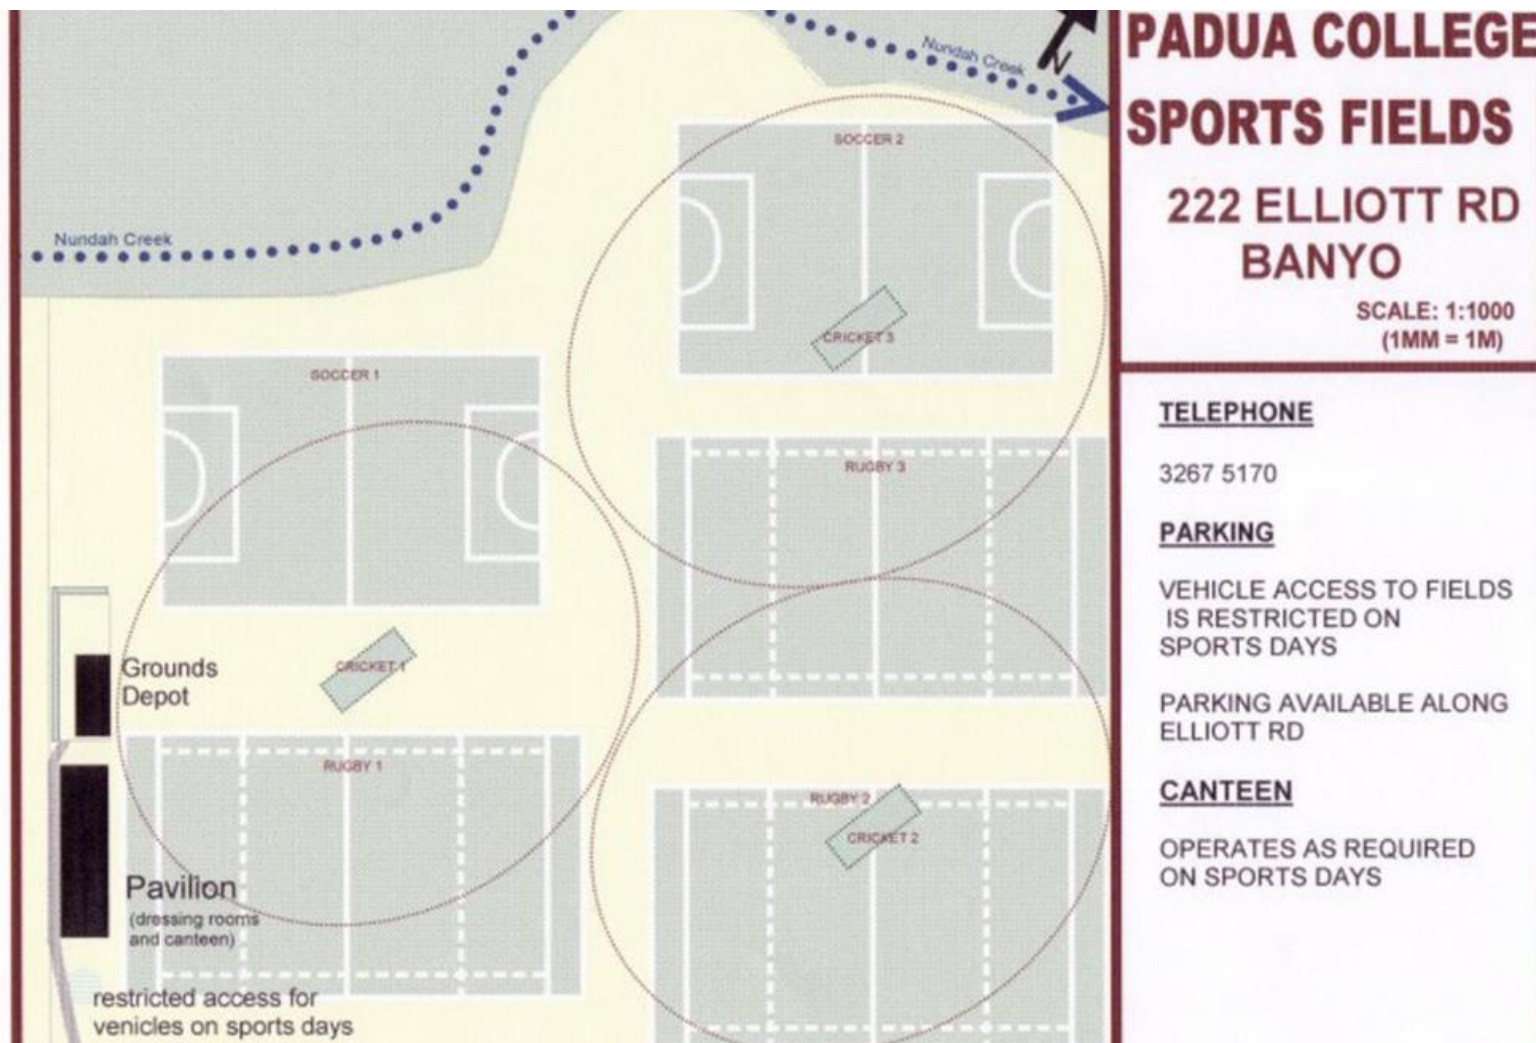 Nundah Creek
N
Nundah Creek
SOCCER 2
CRICKET 3
SOCCER 1
RUGBY 3
CRICKET 1
Grounds
Depot
RUGBY 1
RUGBY 2
CRICKET 2
Pavilion
(dressing rooms
and canteen)
restricted access for
venicles on sports days
PADUA COLLEGE
SPORTS FIELDS
222 ELLIOTT RD
BANYO
SCALE: 1:1000
(1MM = 1M)
TELEPHONE
3267 5170
PARKING
VEHICLE ACCESS TO FIELDS
IS RESTRICTED ON
SPORTS DAYS
PARKING AVAILABLE ALONG
ELLIOTT RD
CANTEEN
OPERATES AS REQUIRED
ON SPORTS DAYS